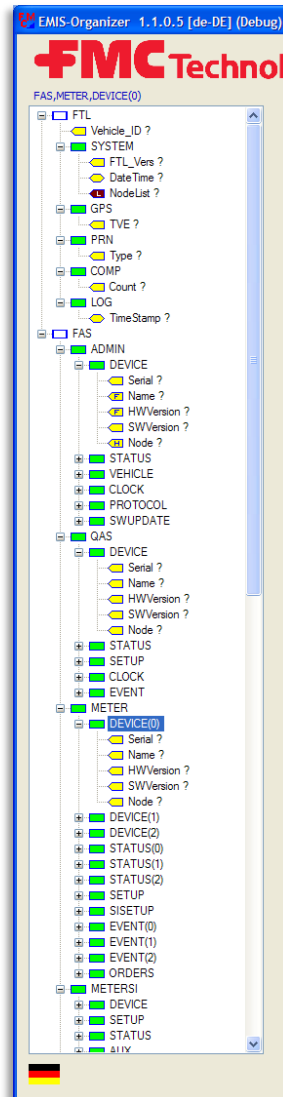 EMIS-Organizer 1.1.0.5 [de-DE] (Debug)
FMC Technol
FAS,METER,DEVICE(0)
FTL
Vehicle_ID ?
SYSTEM
FTL_Vers ?
DateTime ?
L NodeList ?
GPS
TVE ?
PRN
Type ?
COMP
Count ?
LOG
TimeStamp ?
FAS
ADMIN
DEVICE
Serial ?
F Name ?
F HWVersion ?
SWVersion ?
H Node ?
STATUS
VEHICLE
CLOCK
PROTOCOL
SWUPDATE
QAS
DEVICE
Serial ?
Name ?
HWVersion ?
SWVersion ?
Node ?
STATUS
SETUP
CLOCK
EVENT
METER
DEVICE(0)
Serial ?
Name ?
HWVersion ?
SWVersion ?
Node ?
DEVICE(1)
DEVICE(2)
STATUS(0)
STATUS(1)
STATUS(2)
SETUP
SISETUP
EVENT(0)
EVENT(1)
EVENT(2)
ORDERS
METERSI
DEVICE
SETUP
STATUS
AUX